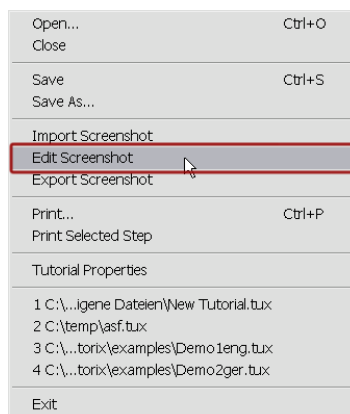 Open... Ctrl+O
Close
Save Ctrl+S
Save As...
Import Screenshot
Edit Screenshot
Export Screenshot
Print... Ctrl+P
Print Selected Step
Tutorial Properties
1 C:\...igene Dateien\New Tutorial.tux
2 C:\temp\asf.tux
3 C:\...torix\examples\Demo1eng.tux
4 C:\...torix\examples\Demo2ger.tux
Exit